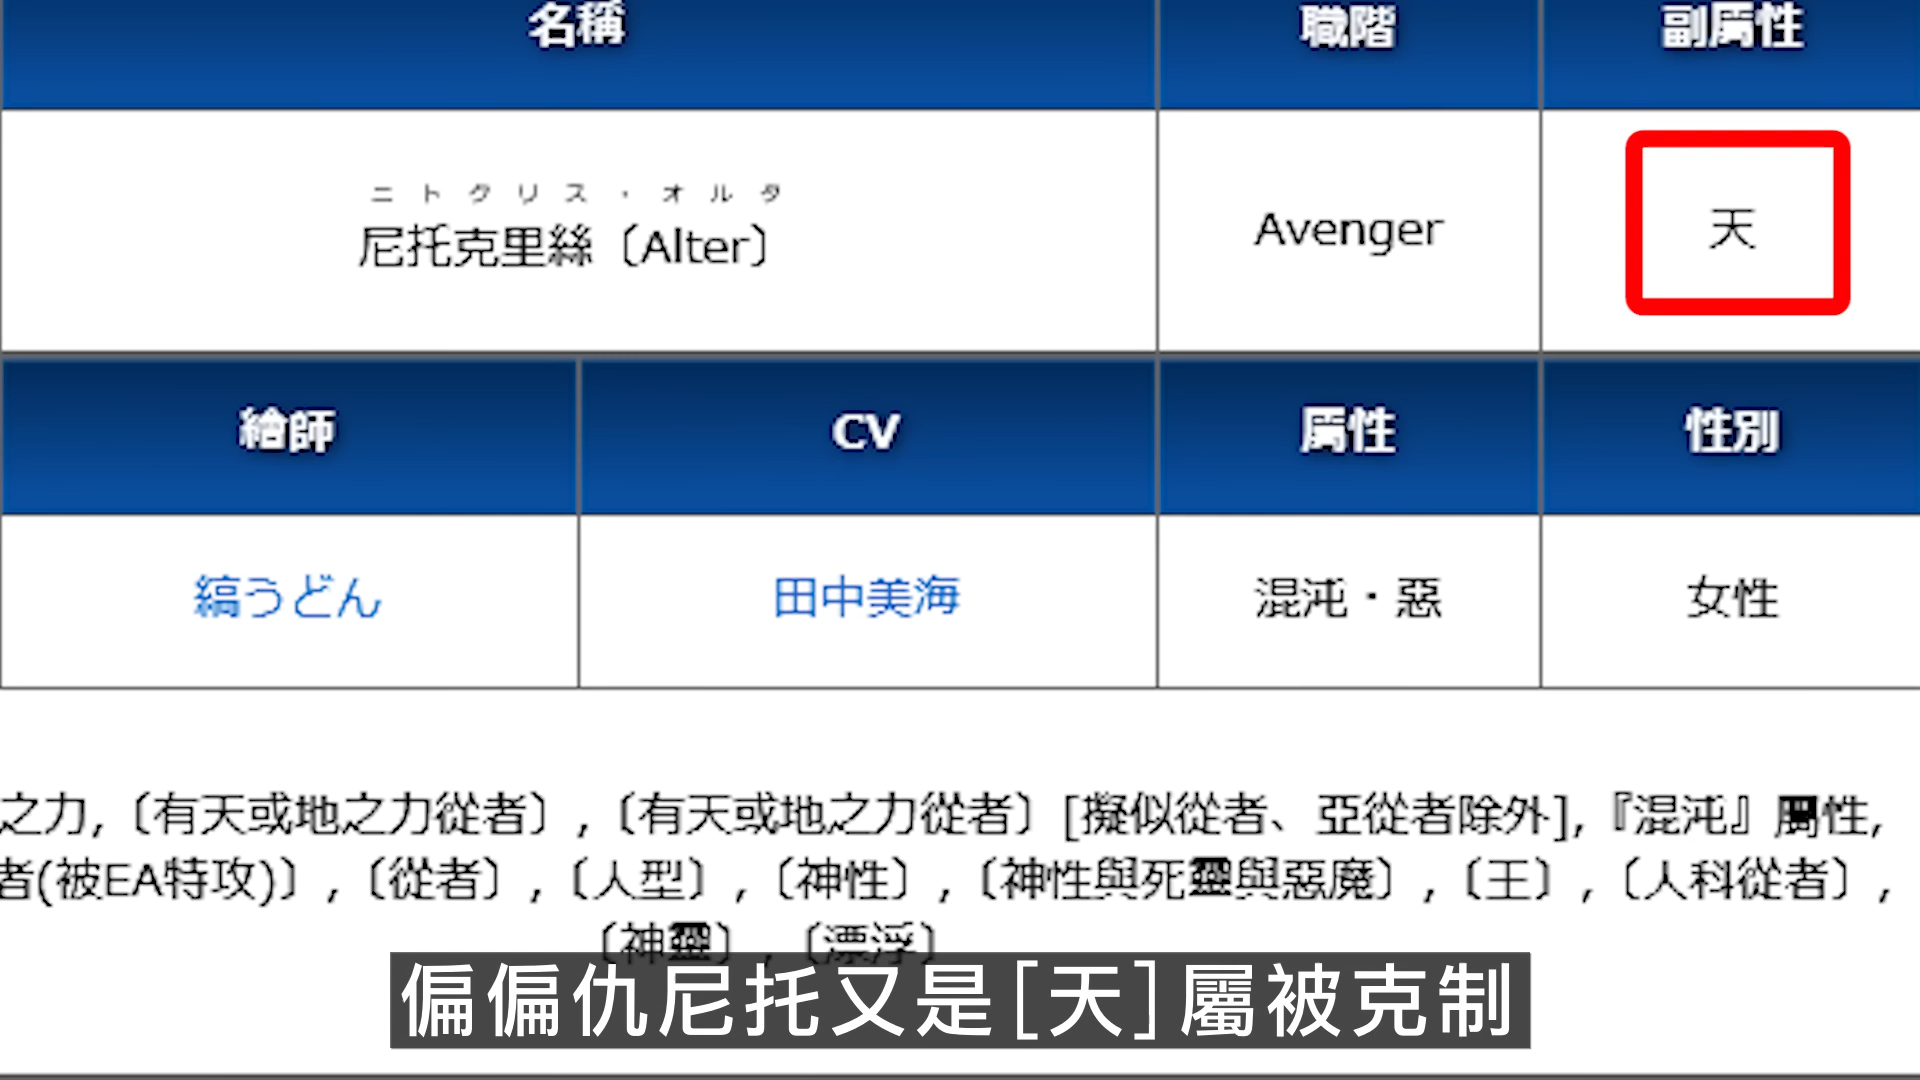 名稱 職階 副屬性
ニトクリス・オルタ
尼托克里絲〔Alter〕 Avenger 天
繪師 CV 屬性 性別
縞うどん 田中美海 混沌・惡 女性
之力,〔有天或地之力從者〕,〔有天或地之力從者〕[擬似從者、亞從者除外],『混沌』屬性,
者(被EA特攻)〕,〔從者〕,〔人型〕,〔神性〕,〔神性與死靈與惡魔〕,〔王〕,〔人科從者〕,
〔神靈〕,〔漂浮〕
偏偏仇尼托又是[天]屬被克制